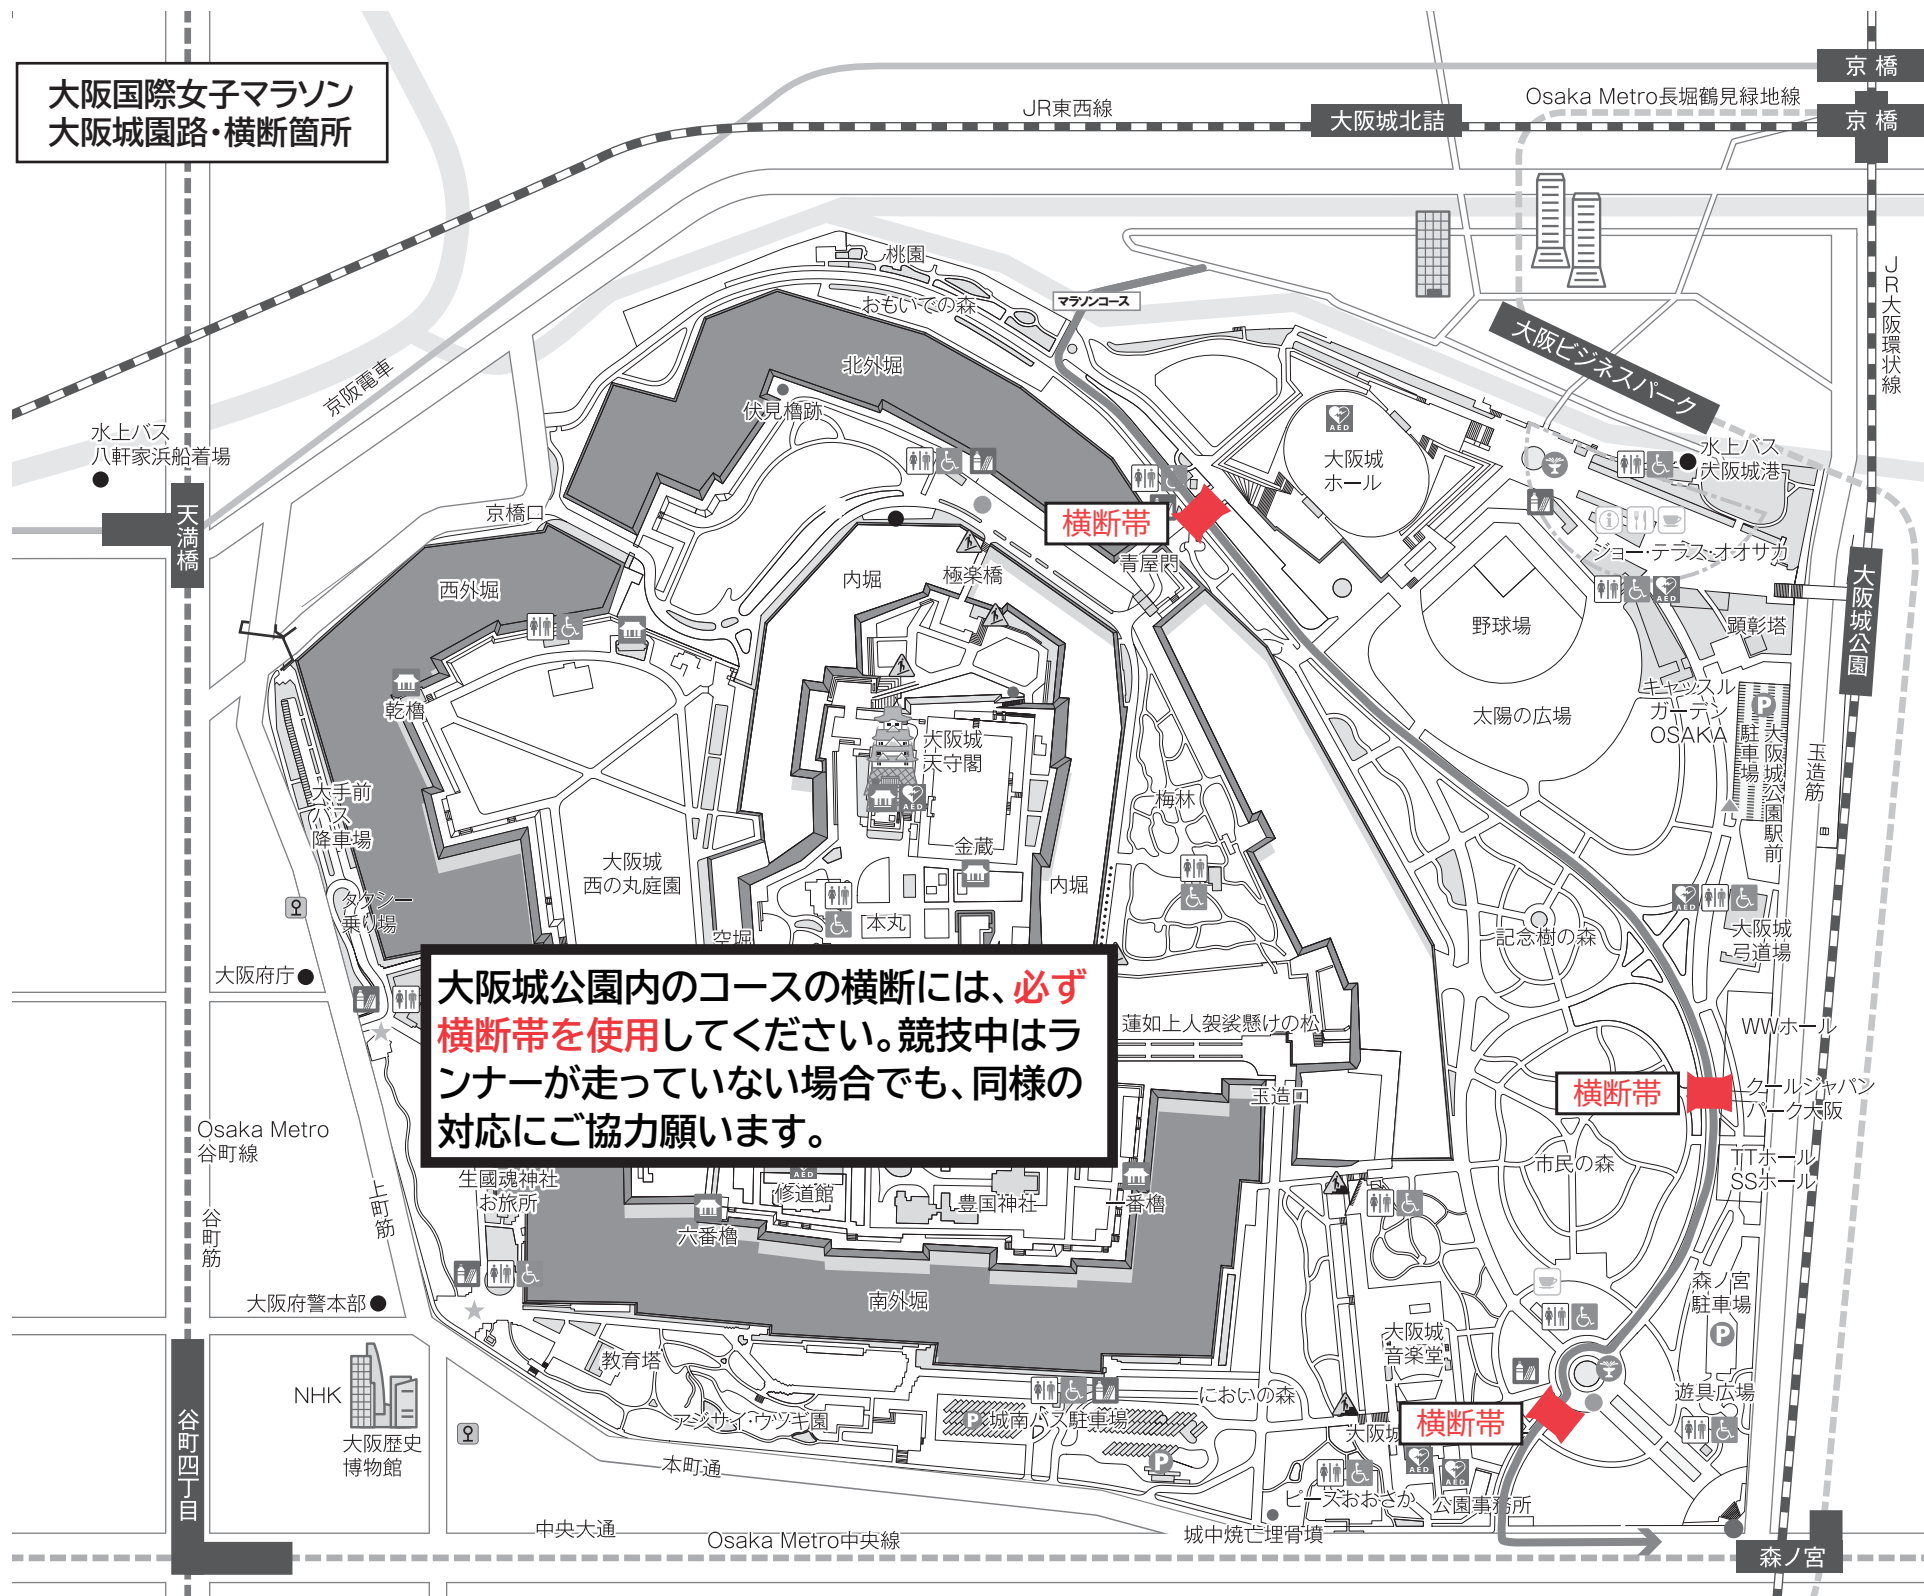 大阪国際女子マラソン
大阪城園路・横断箇所
京橋
Osaka Metro長堀鶴見緑地線
JR東西線
大阪城北詰
京橋
JR大阪環状線
桃園
おもいでの森
マラソンコース
大阪ビジネスパーク
北外堀
京阪電車
伏見櫓跡
水上バス
八軒家浜船着場
大阪城
ホール
水上バス
大阪城港
天満橋
京橋口
横断帯
青屋門
ジョー・テラス・オオサカ
内堀
極楽橋
西外堀
野球場
顕彰塔
大阪城公園
乾櫓
キャッスル
ガーデン
OSAKA
太陽の広場
P
大阪城公園駅前
駐車場
玉造筋
大阪城
天守閣
AED
大手前
バス
降車場
梅林
金蔵
大阪城
西の丸庭園
内堀
タクシー
乗り場
本丸
空堀
記念樹の森
大阪城
弓道場
大阪府庁
大阪城公園内のコースの横断には、必ず
横断帯を使用してください。競技中はラ
ンナーが走っていない場合でも、同様の
対応にご協力願います。
蓮如上人袈裟懸けの松
WWホール
玉造口
横断帯
クールジャパン
パーク大阪
Osaka Metro
谷町線
市民の森
TTホール
SSホール
生國魂神社
お旅所
修道館
豊国神社
一番櫓
上町筋
谷町筋
六番櫓
南外堀
大阪府警本部
森ノ宮
駐車場
P
大阪城
音楽堂
教育塔
NHK
大阪歴史
博物館
においの森
遊具広場
アジサイ・ウツギ園
P 城南バス駐車場
横断帯
大阪城
谷町四丁目
本町通
P
ピースおおさか
公園事務所
中央大通
Osaka Metro中央線
城中焼亡埋骨墳
森ノ宮